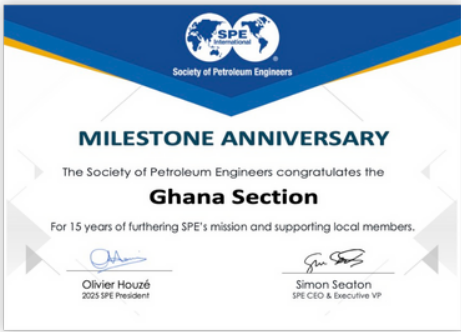 SPE
International
®
Society of Petroleum Engineers
MILESTONE ANNIVERSARY
The Society of Petroleum Engineers congratulates the
Ghana Section
For 15 years of furthering SPE's mission and supporting local members.
Olivier Houzé
2025 SPE President
Simon Seaton
SPE CEO & Executive VP